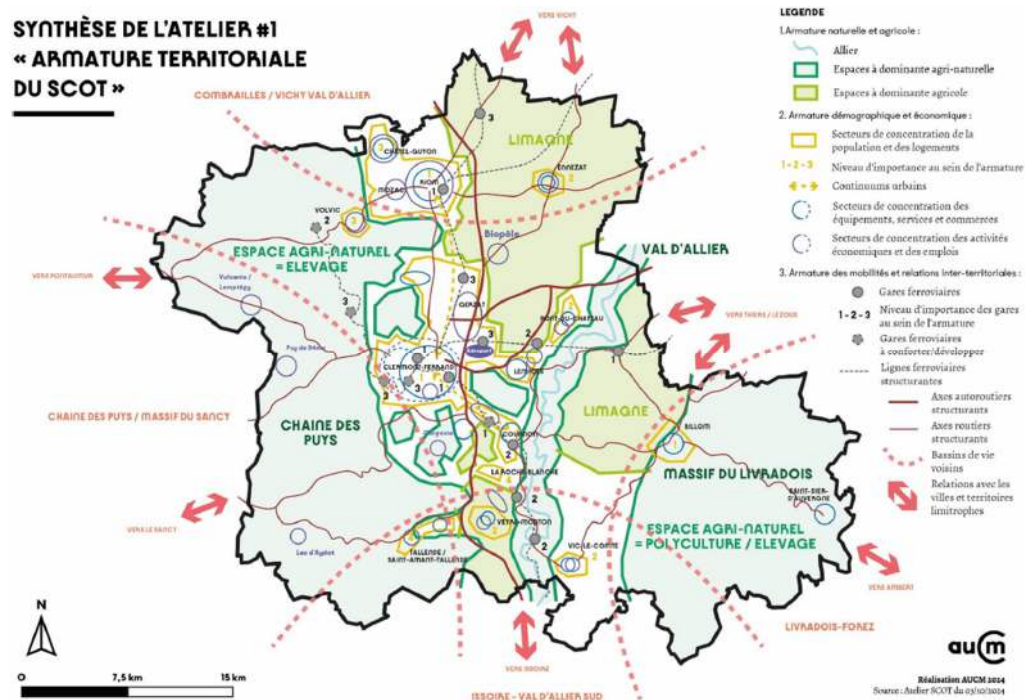 SYNTHÈSE DE L'ATELIER #1
« ARMATURE TERRITORIALE
DU SCOT »
VERS VICHY
COMBRAILLES / VICHY VAL D'ALLIER
LIMAGNE
CHÂTEL-GUYON
ENNEZAT
MOZAC
RIOM
VOLVIC
ESPACE AGRI-NATUREL
= ELEVAGE
Biopôle
VAL D'ALLIER
VERS PONTAUMUR
Vulcania /
Lemptégy
GERZAT
PONT-DU-CHÂTEAU
VERS THIERS / LEZOUX
Puy de Dôme
Aéroport
CLERMONT-FERRAND
LEMPDES
CHAINE DES PUYS / MASSIF DU SANCY
CHAINE DES
PUYS
LIMAGNE
BILLOM
COURNON
MASSIF DU LIVRADOIS
LA ROCHE-BLANCHE
SAINT-DIER-
D'AUVERGNE
VERS LE SANCY
VEYRE-MONTON
ESPACE AGRI-NATUREL
= POLYCULTURE / ELEVAGE
Lac d'Aydat
TALLENDE /
SAINT-AMANT-TALLENDE
VIC-LE-COMTE
VERS AMBERT
LIVRADOIS-FOREZ
VERS ISSOIRE
ISSOIRE - VAL D'ALLIER SUD
N
0 7,5 km 15 km
LEGENDE
1. Armature naturelle et agricole :
Allier
Espaces à dominante agri-naturelle
Espaces à dominante agricole
2. Armature démographique et économique :
Secteurs de concentration de la
population et des logements
1 - 2 - 3 Niveau d'importance au sein de l'armature
Continuums urbains
Secteurs de concentration des
équipements, services et commerces
Secteurs de concentration des activités
économiques et des emplois
3. Armature des mobilités et relations Inter-territoriales :
Gares ferroviaires
1 - 2 - 3 Niveau d'importance des gares
au sein de l'armature
Gares ferroviaires
à conforter/développer
Lignes ferroviaires
structurantes
Axes autoroutiers
structurants
Axes routiers
structurants
Bassins de vie
voisins
Relations avec les
villes et territoires
limitrophes
auCm
Réalisation AUCM 2024
Source : Atelier SCOT du 03/10/2024